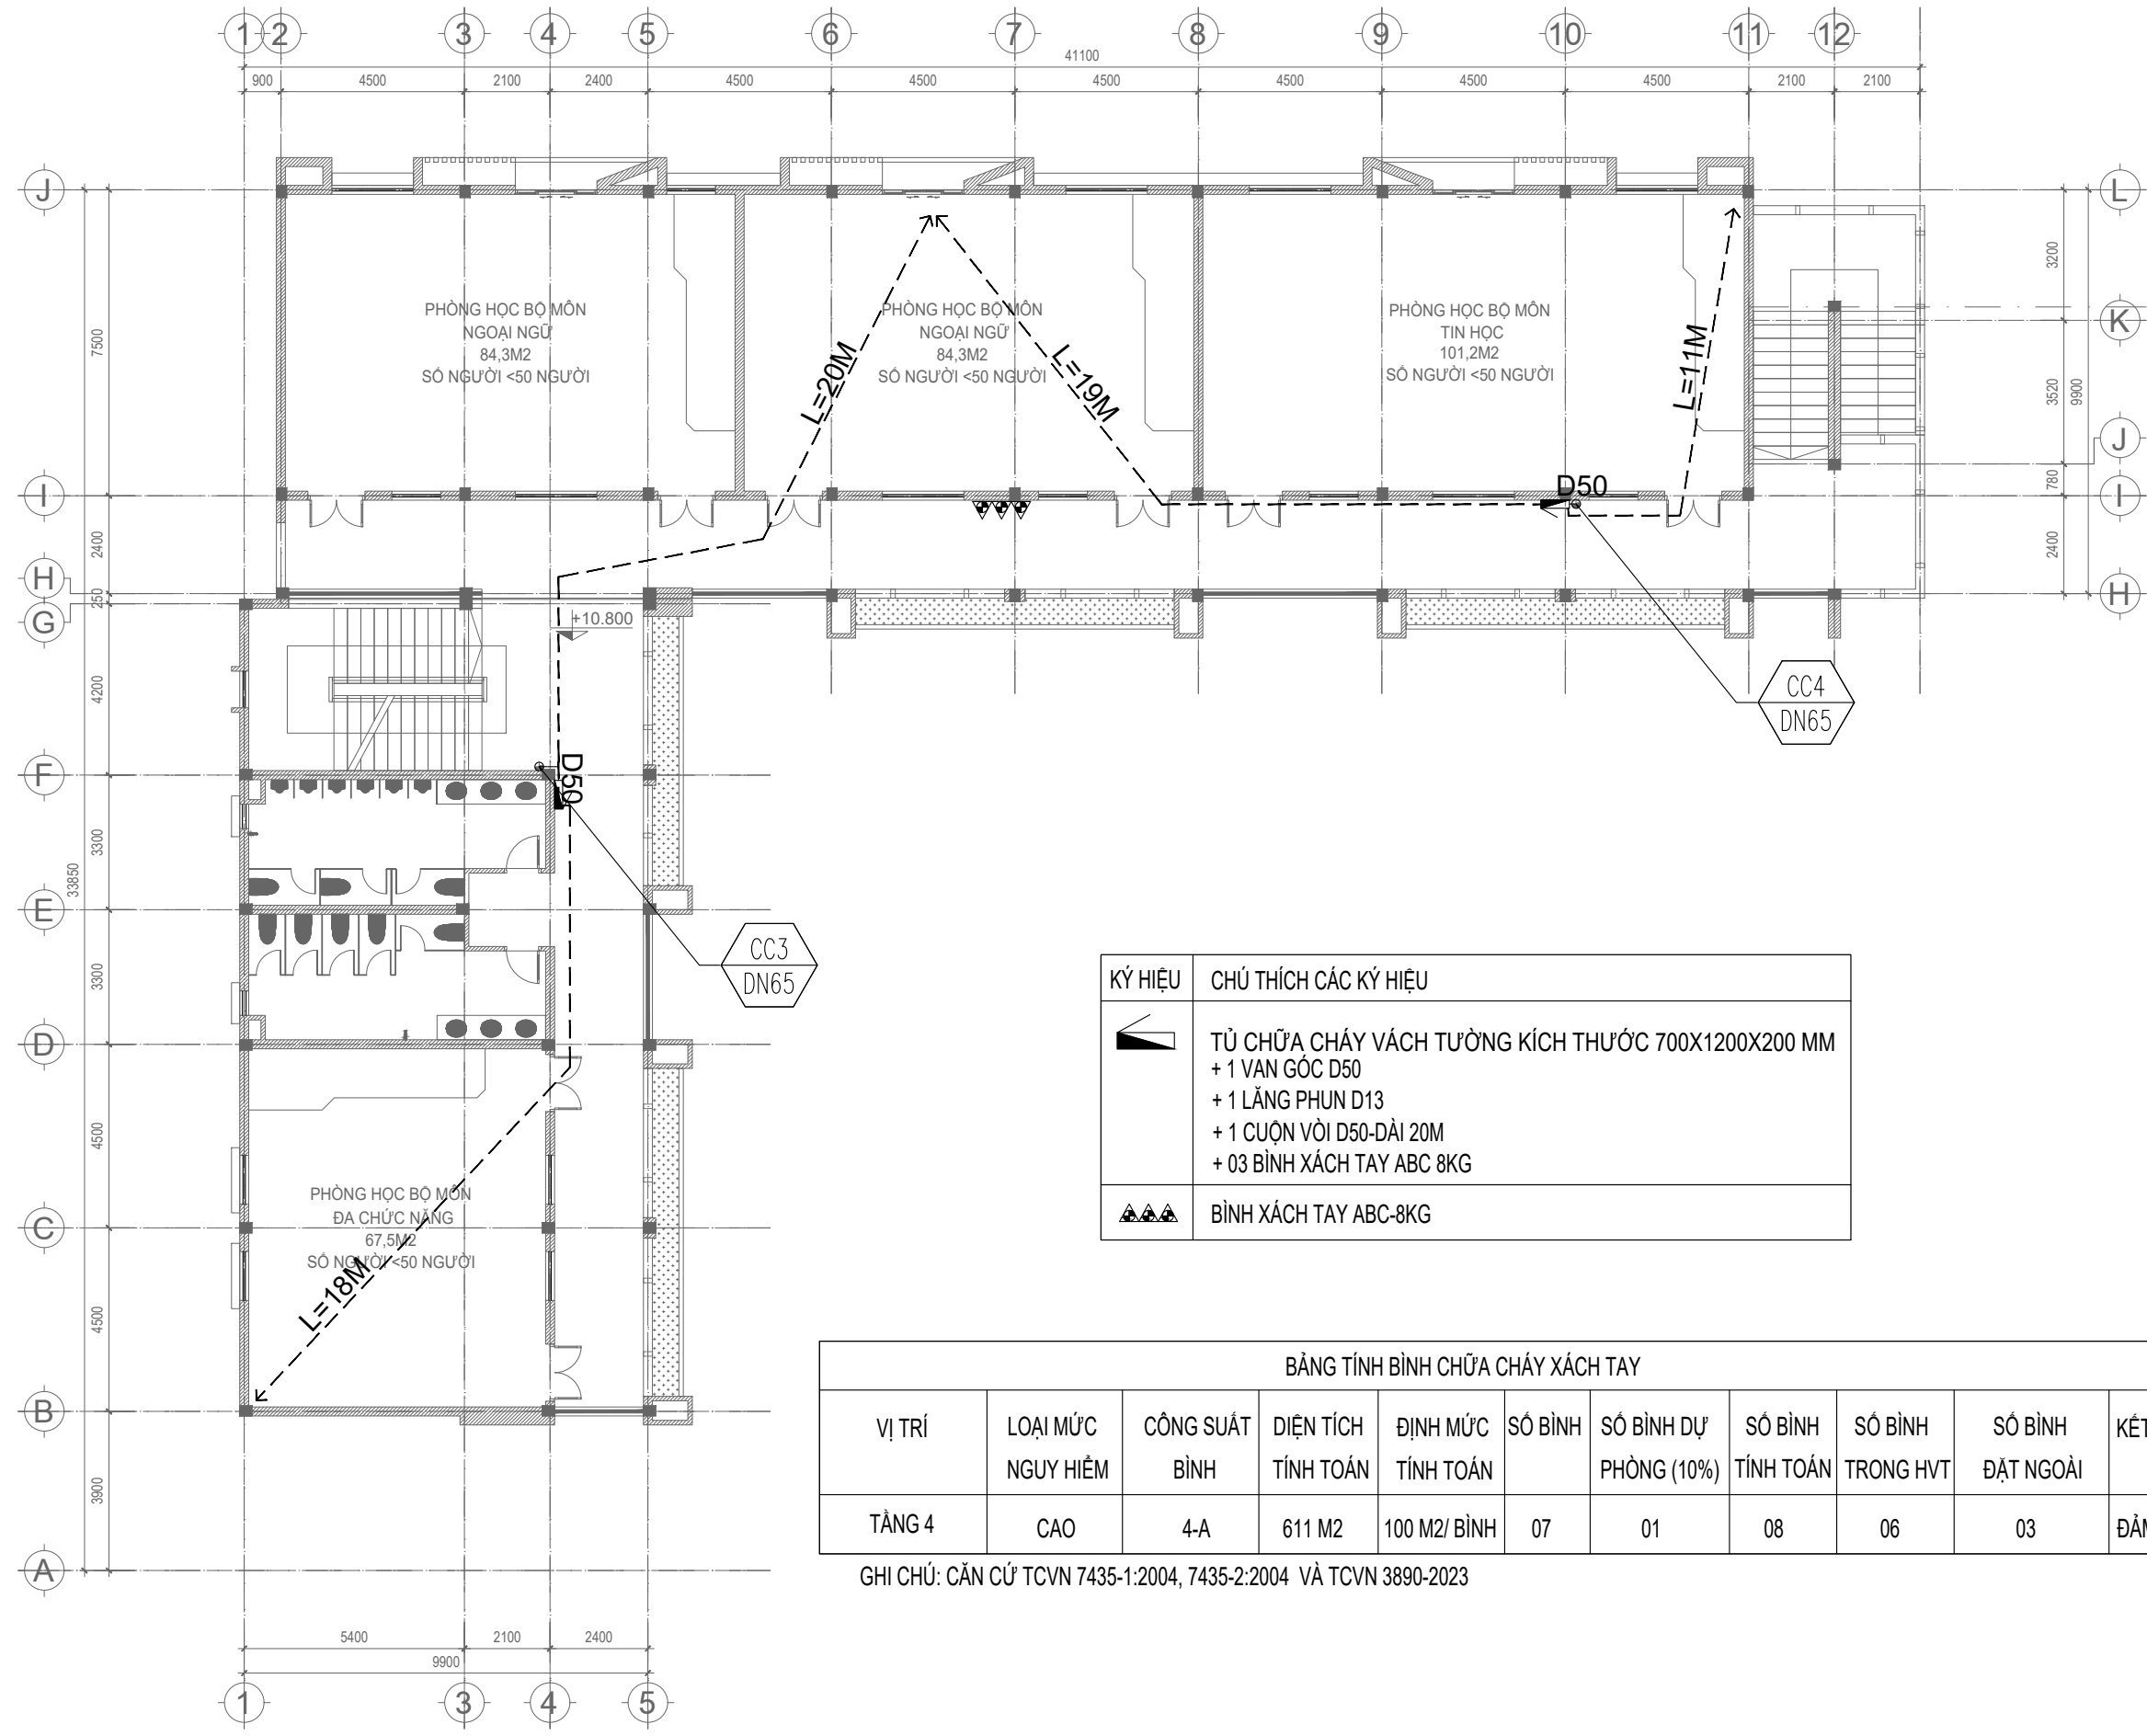 1 2 3 4 5 6 7 8 9 10 11 12
41100
900 4500 2100 2400 4500 4500 4500 4500 4500 4500 2100 2100
J
I
H
G
F
E
D
C
B
A
7500
2400
250
4200
3300
3300
4500
4500
3900
33850
L
K
J
I
H
3200
3520
780
2400
9900
PHÒNG HỌC BỘ MÔN
NGOẠI NGỮ
84,3M2
SỐ NGƯỜI <50 NGƯỜI
PHÒNG HỌC BỘ MÔN
NGOẠI NGỮ
84,3M2
SỐ NGƯỜI <50 NGƯỜI
PHÒNG HỌC BỘ MÔN
TIN HỌC
101,2M2
SỐ NGƯỜI <50 NGƯỜI
L=20M
L=19M
L=11M
D50
+10.800
CC4
DN65
D50
CC3
DN65
PHÒNG HỌC BỘ MÔN
ĐA CHỨC NĂNG
67,5M2
SỐ NGƯỜI <50 NGƯỜI
L=18M
KÝ HIỆU CHÚ THÍCH CÁC KÝ HIỆU
TỦ CHỮA CHÁY VÁCH TƯỜNG KÍCH THƯỚC 700X1200X200 MM
+ 1 VAN GÓC D50
+ 1 LĂNG PHUN D13
+ 1 CUỘN VÒI D50-DÀI 20M
+ 03 BÌNH XÁCH TAY ABC 8KG
BÌNH XÁCH TAY ABC-8KG
BẢNG TÍNH BÌNH CHỮA CHÁY XÁCH TAY
VỊ TRÍ LOẠI MỨC CÔNG SUẤT DIỆN TÍCH ĐỊNH MỨC SỐ BÌNH SỐ BÌNH DỰ SỐ BÌNH SỐ BÌNH SỐ BÌNH KẾT
NGUY HIỂM BÌNH TÍNH TOÁN TÍNH TOÁN PHÒNG (10%) TÍNH TOÁN TRONG HVT ĐẶT NGOÀI
TẦNG 4 CAO 4-A 611 M2 100 M2/ BÌNH 07 01 08 06 03 ĐẢM
GHI CHÚ: CĂN CỨ TCVN 7435-1:2004, 7435-2:2004 VÀ TCVN 3890-2023
5400 2100 2400
9900
1 3 4 5